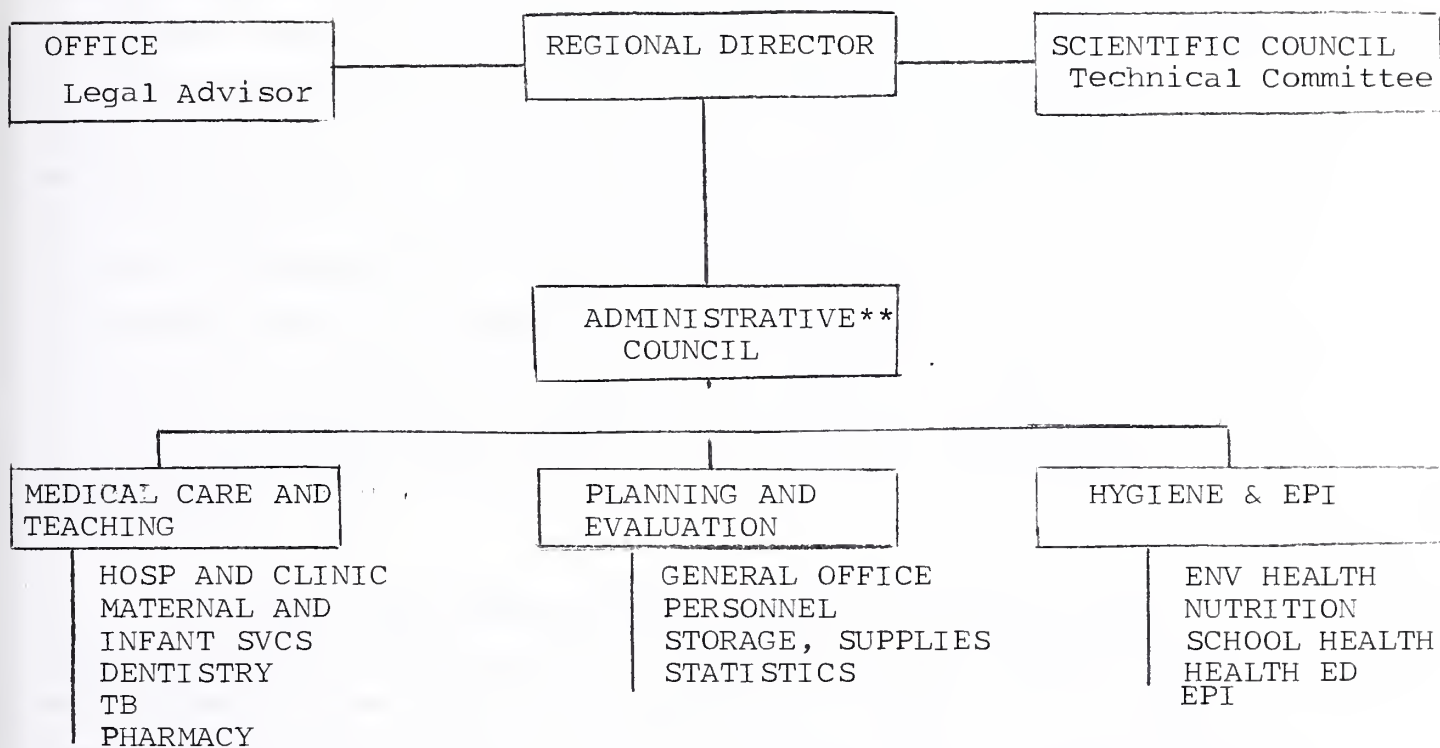 OFFICE
Legal Advisor
REGIONAL DIRECTOR
SCIENTIFIC COUNCIL
Technical Committee
ADMINISTRATIVE**
COUNCIL
MEDICAL CARE AND
TEACHING
HOSP AND CLINIC
MATERNAL AND
INFANT SVCS
DENTISTRY
TB
PHARMACY
PLANNING AND
EVALUATION
GENERAL OFFICE
PERSONNEL
STORAGE, SUPPLIES
STATISTICS
HYGIENE & EPI
ENV HEALTH
NUTRITION
SCHOOL HEALTH
HEALTH ED
EPI